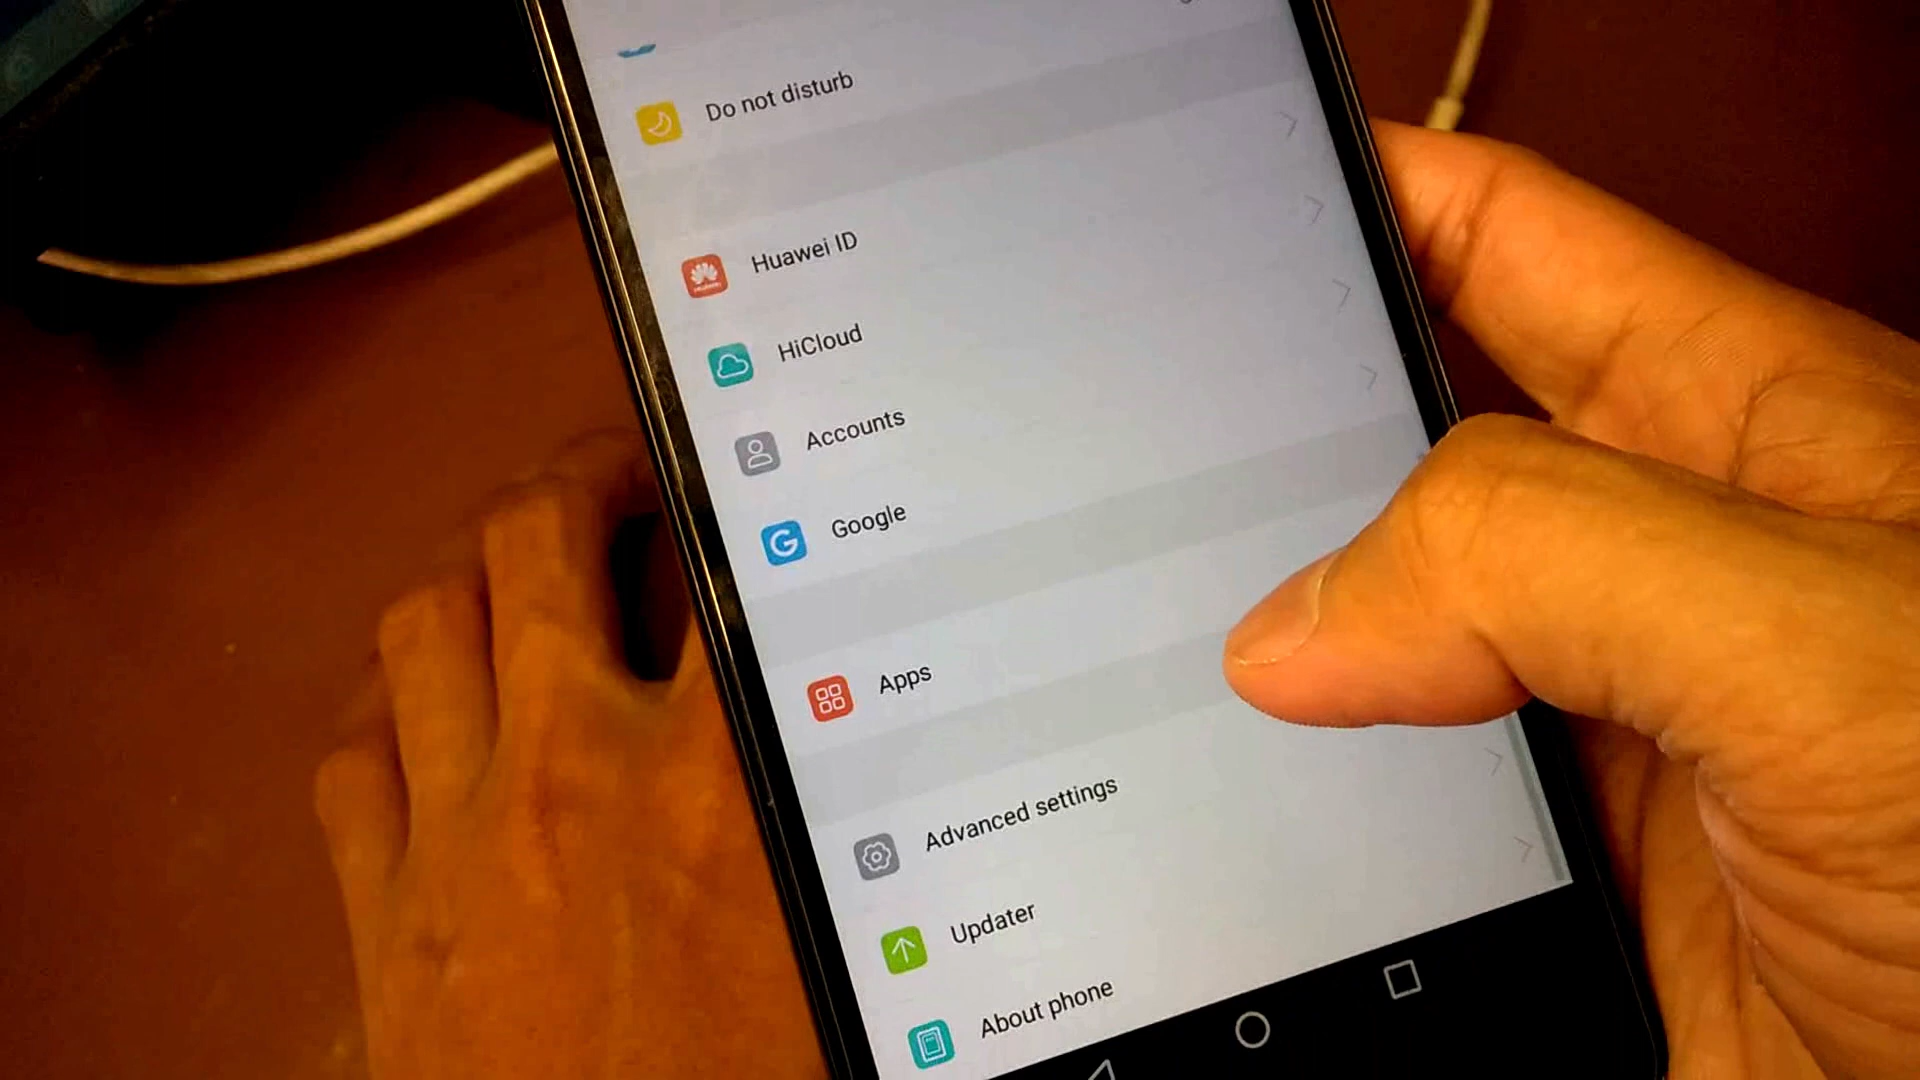 Do not disturb
Huawei ID
HiCloud
Accounts
Google
Apps
Advanced settings
Updater
About phone